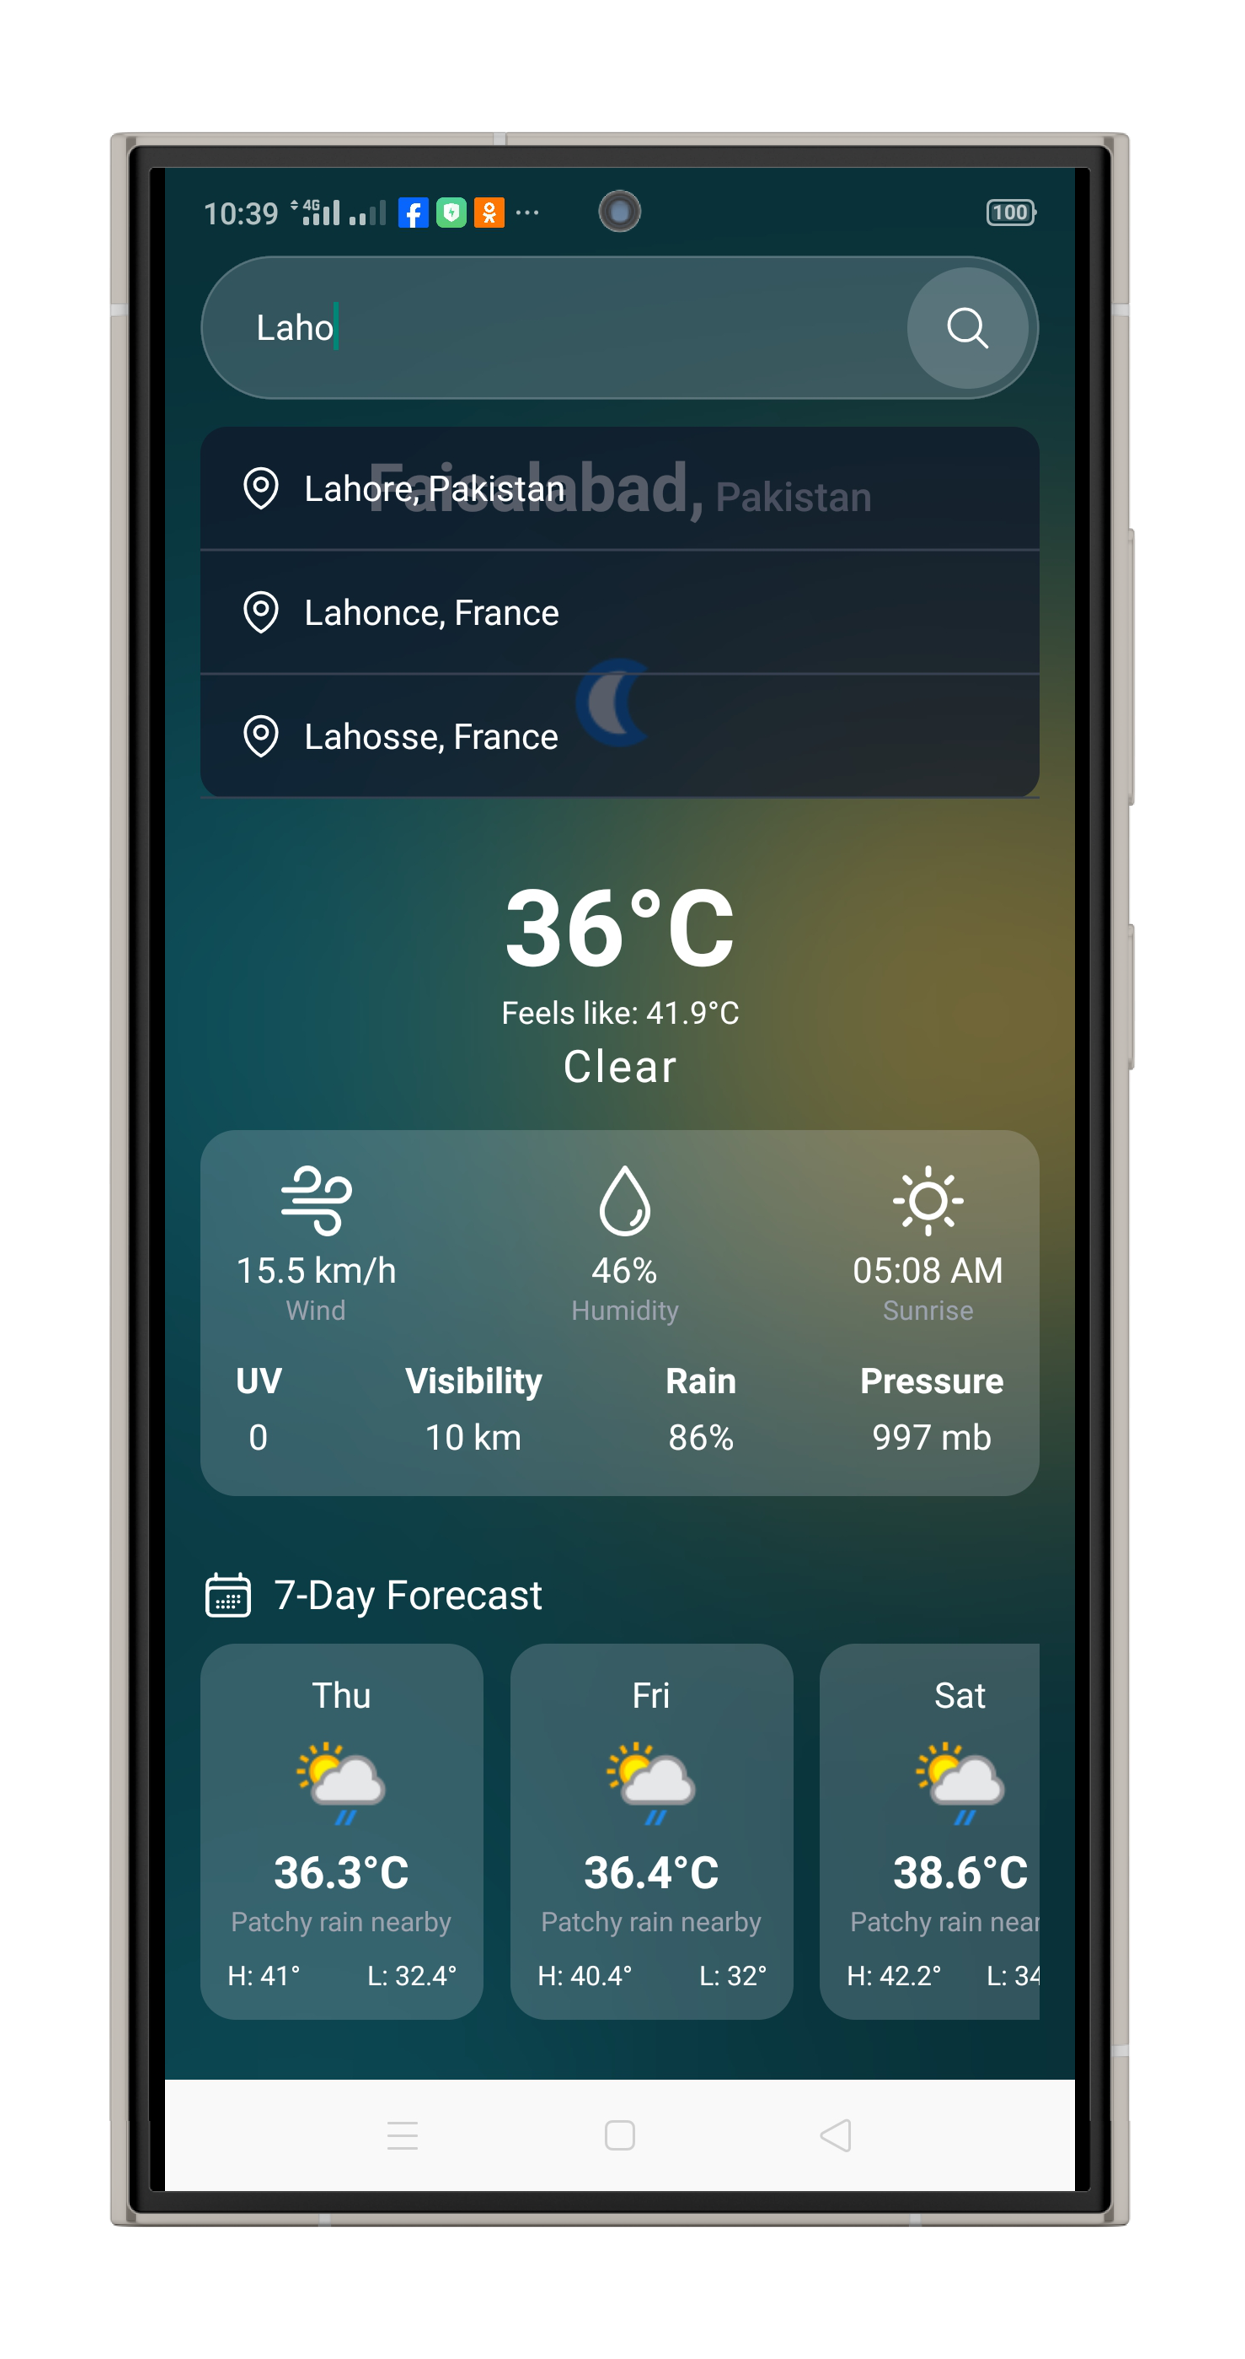 10:39 4G 100
Laho
Lahore, Pakistan
Faisalabad, Pakistan
Lahonce, France
Lahosse, France
36°C
Feels like: 41.9°C
Clear
15.5 km/h 46% 05:08 AM
Wind Humidity Sunrise
UV Visibility Rain Pressure
0 10 km 86% 997 mb
7-Day Forecast
Thu Fri Sat
36.3°C 36.4°C 38.6°C
Patchy rain nearby Patchy rain nearby Patchy rain near
H: 41° L: 32.4° H: 40.4° L: 32° H: 42.2° L: 34